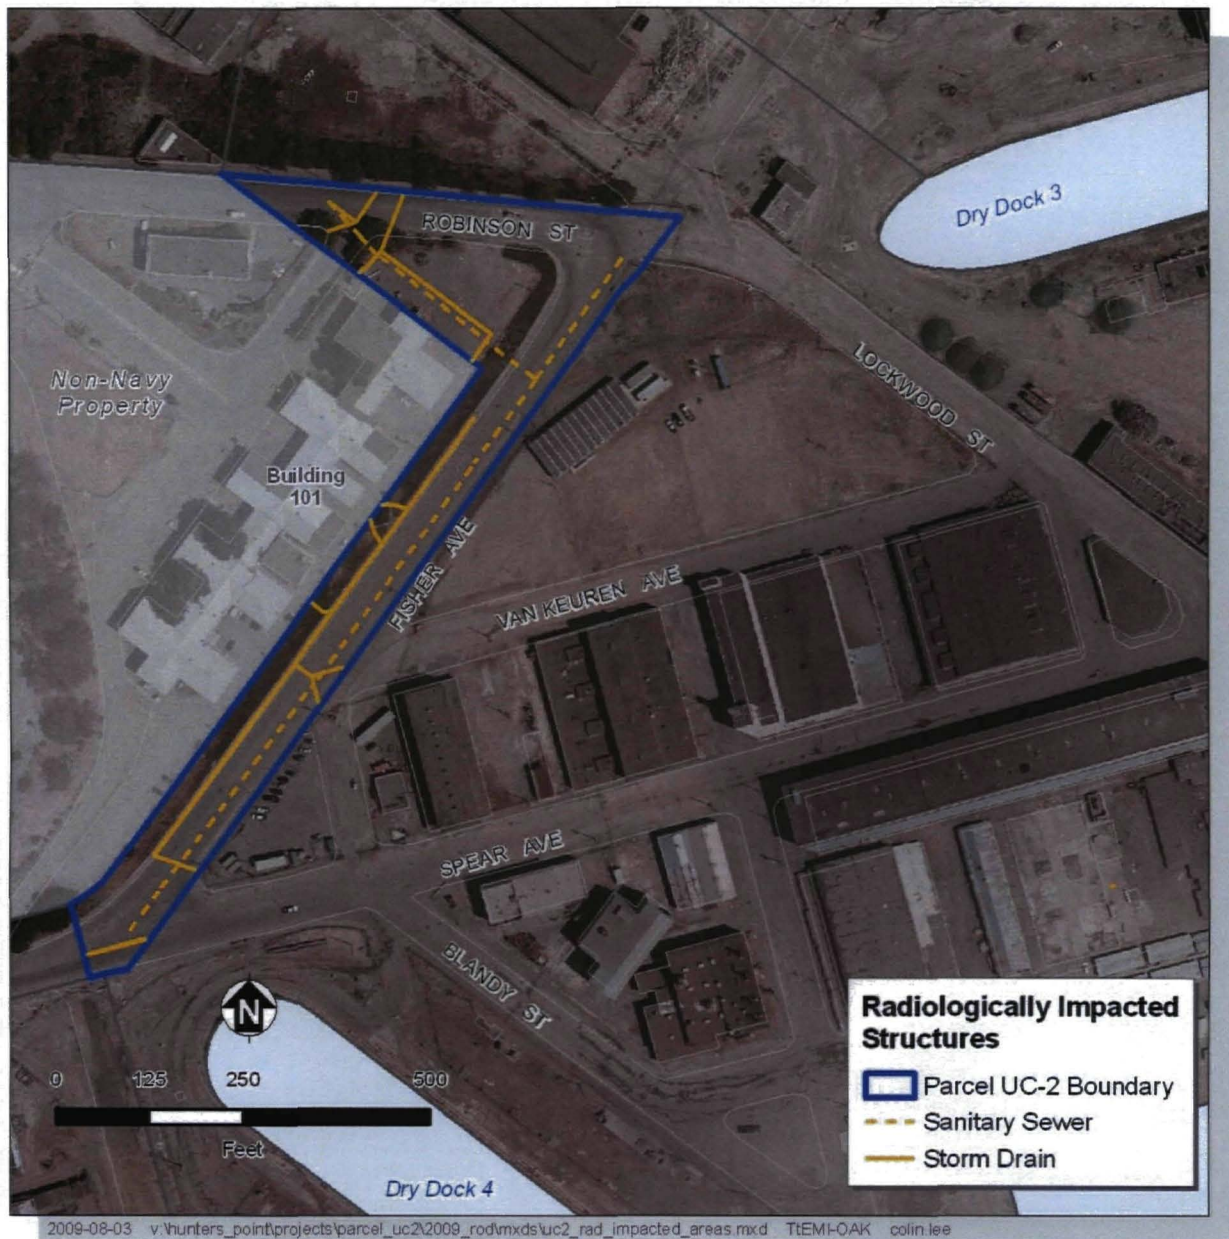 Dry Dock 3
ROBINSON ST
Non-Navy
Property
LOCKWOOD ST
Building
101
FISHER AVE
VAN KEUREN AVE
SPEAR AVE
BLANDY ST
N
0 125 250 500
Feet
Dry Dock 4
Radiologically Impacted
Structures
Parcel UC-2 Boundary
Sanitary Sewer
Storm Drain
2009-08-03 v:\hunters_point\projects\parcel_uc2\2009_rod\mxds\uc2_rad_impacted_areas.mxd TtEMI-OAK colin.lee